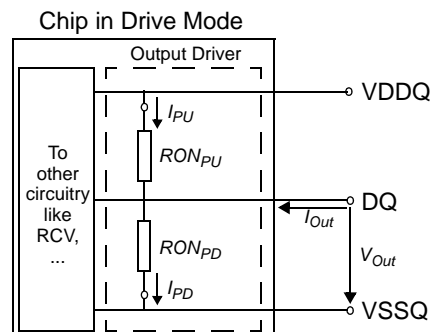 Chip in Drive Mode
Output Driver
VDDQ
I_PU
To
other
circuitry
like
RCV,
...
RON_PU
DQ
I_Out
RON_PD
V_Out
I_PD
VSSQ